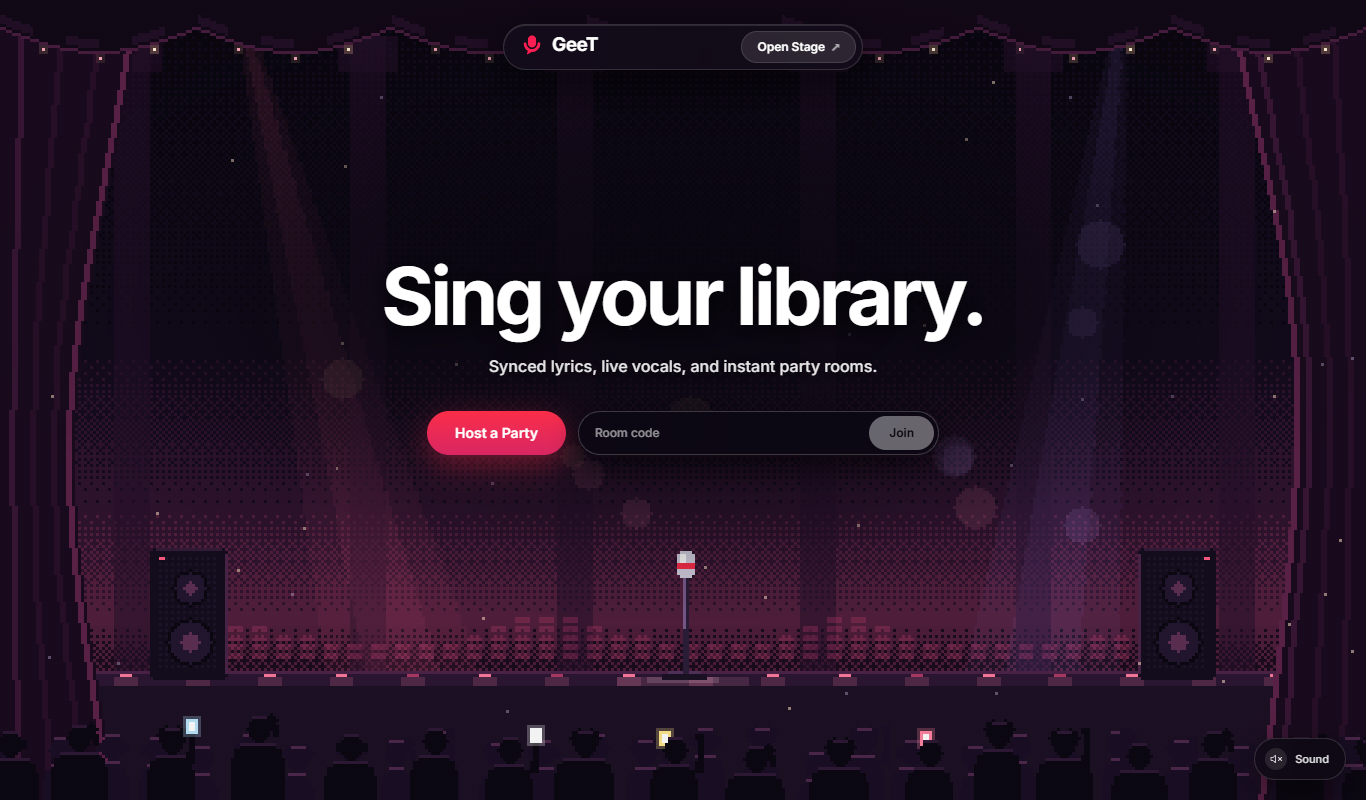 GeeT
Open Stage ↗
Sing your library.
Synced lyrics, live vocals, and instant party rooms.
Host a Party
Room code
Join
Sound